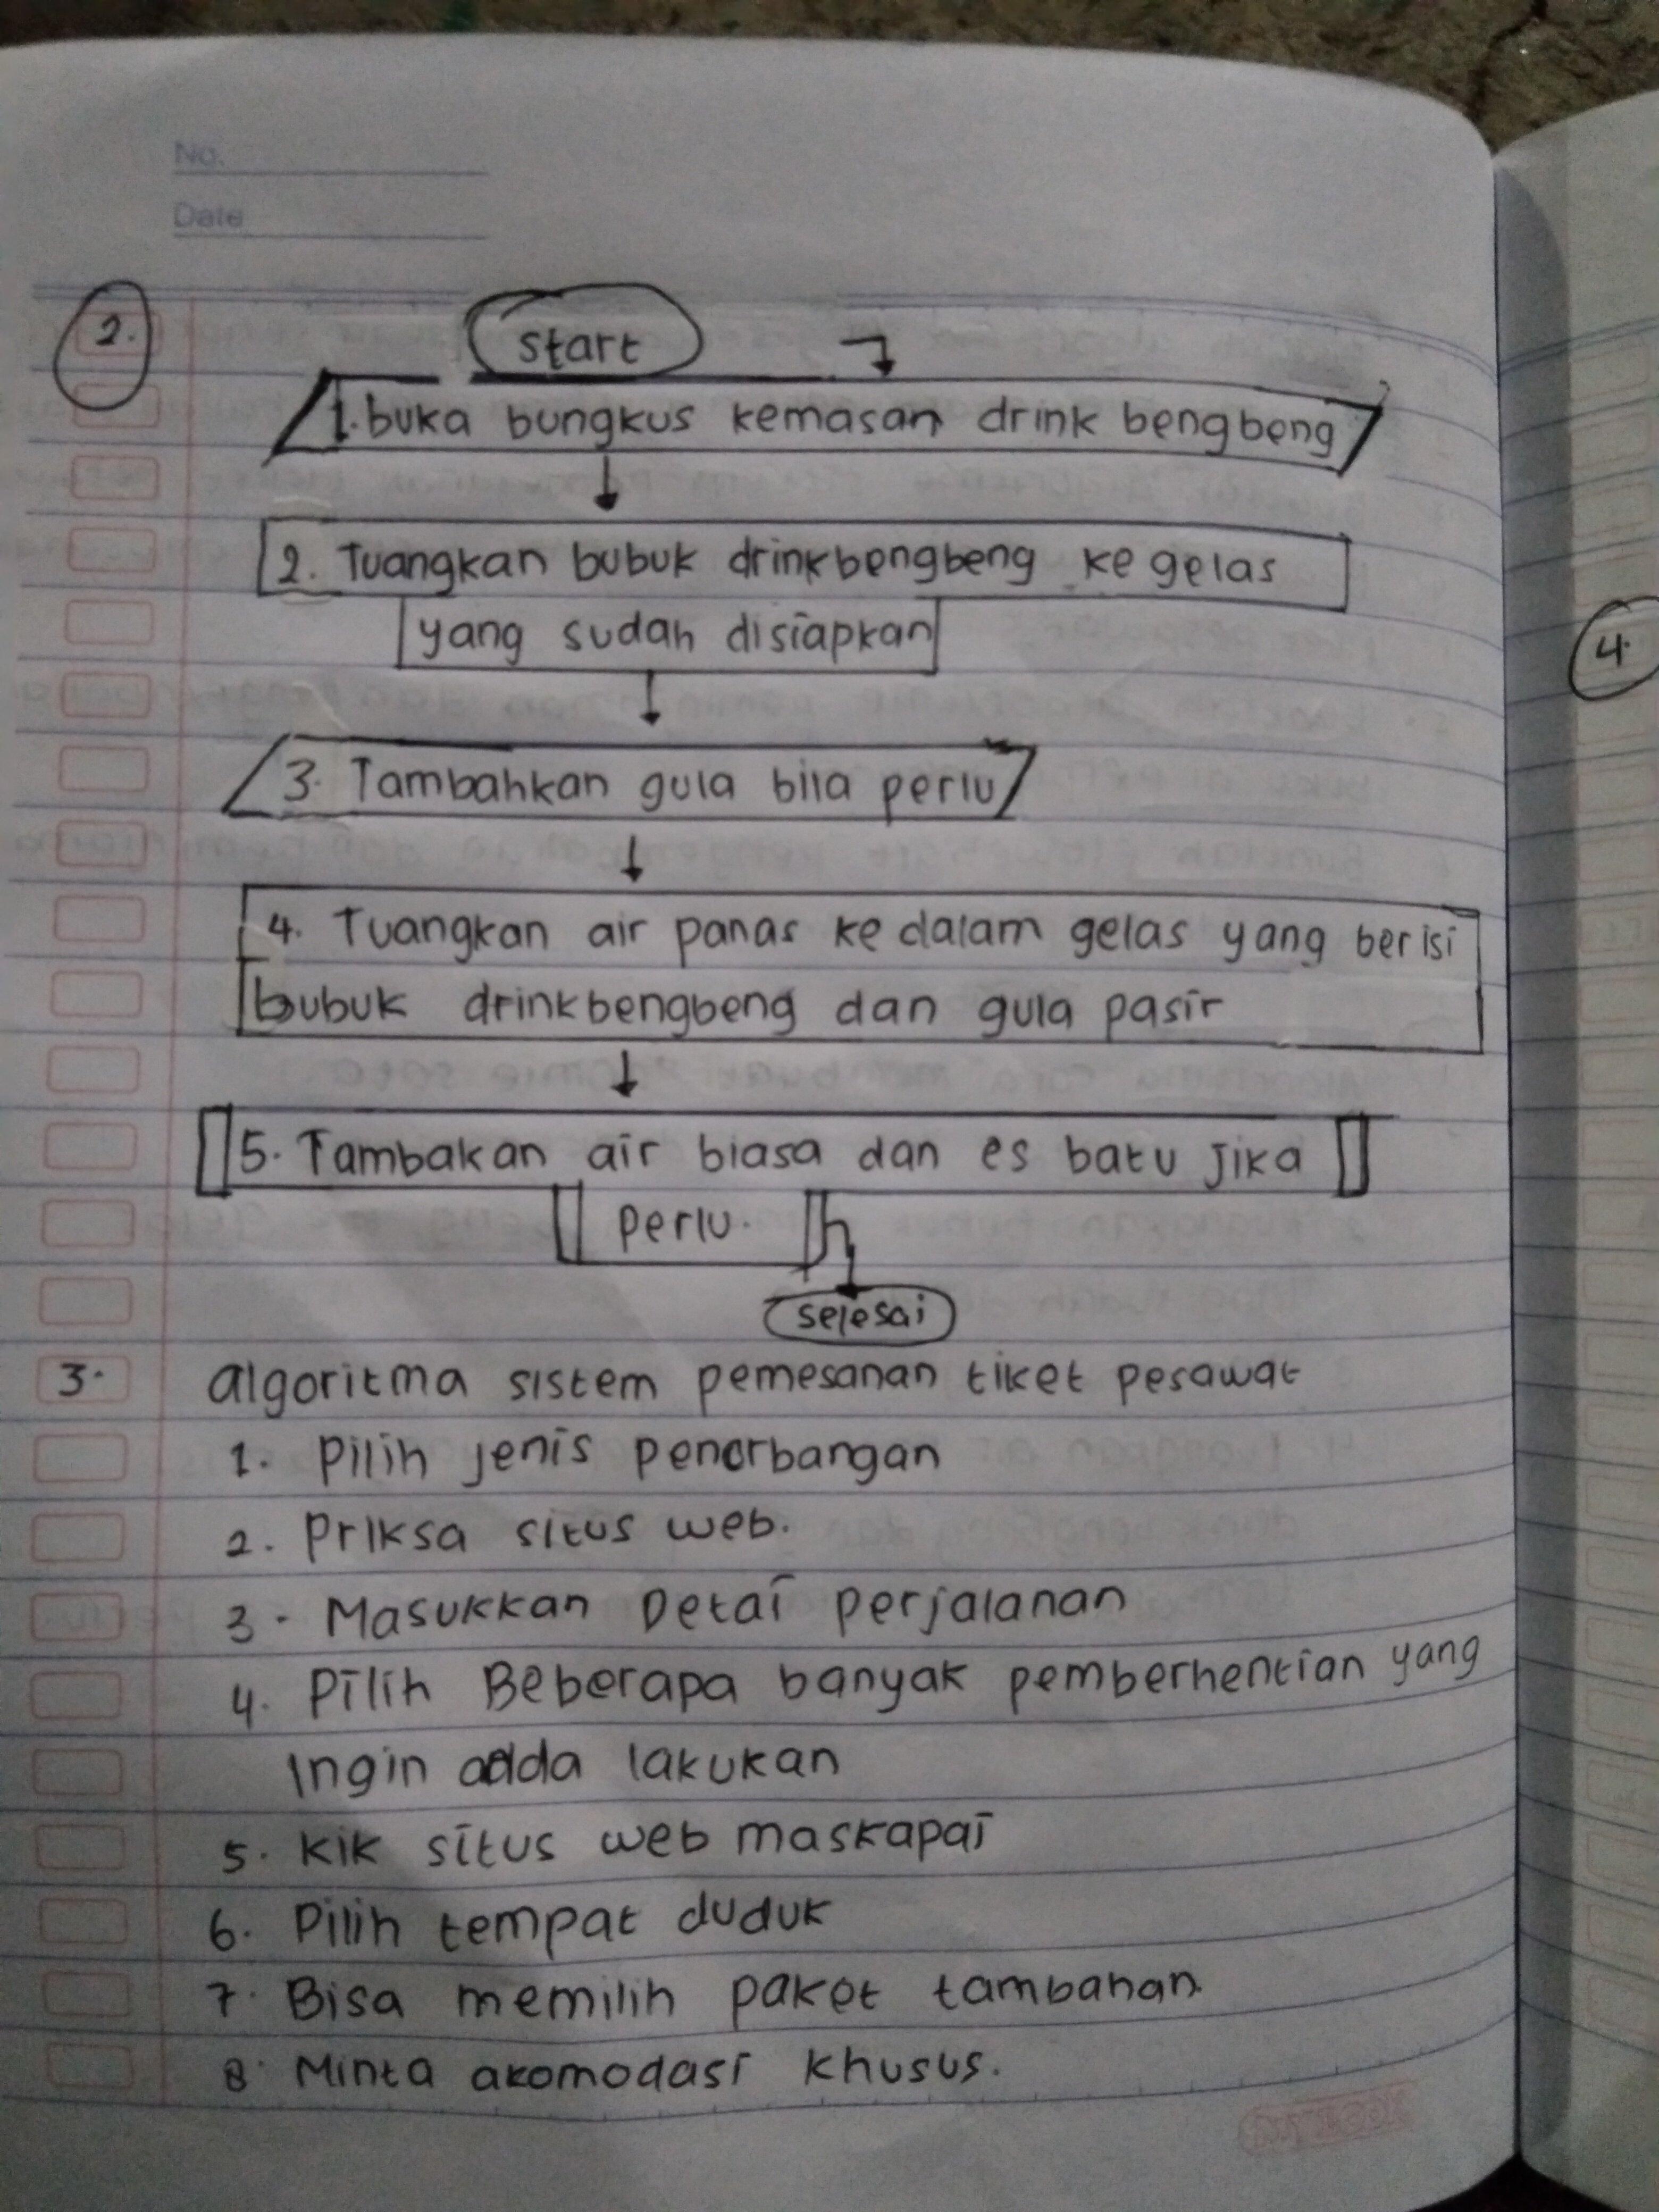 No.
Date
2.
start
1. buka bungkus kemasan drink bengbeng
2. Tuangkan bubuk drinkbengbeng ke gelas
yang sudah disiapkan
4.
3. Tambahkan gula bila perlu
4. Tuangkan air panas ke dalam gelas yang berisi
bubuk drinkbengbeng dan gula pasir
5. Tambakan air biasa dan es batu jika
perlu.
selesai
3. algoritma sistem pemesanan tiket pesawat
1. Pilih jenis penerbangan
2. Priksa situs web.
3. Masukkan Detai perjalanan
4. Pilih Beberapa banyak pemberhentian yang
Ingin adda lakukan
5. Kik situs web maskapai
6. Pilih tempat duduk
7. Bisa memilih paket tambahan.
8. Minta akomodasi khusus.